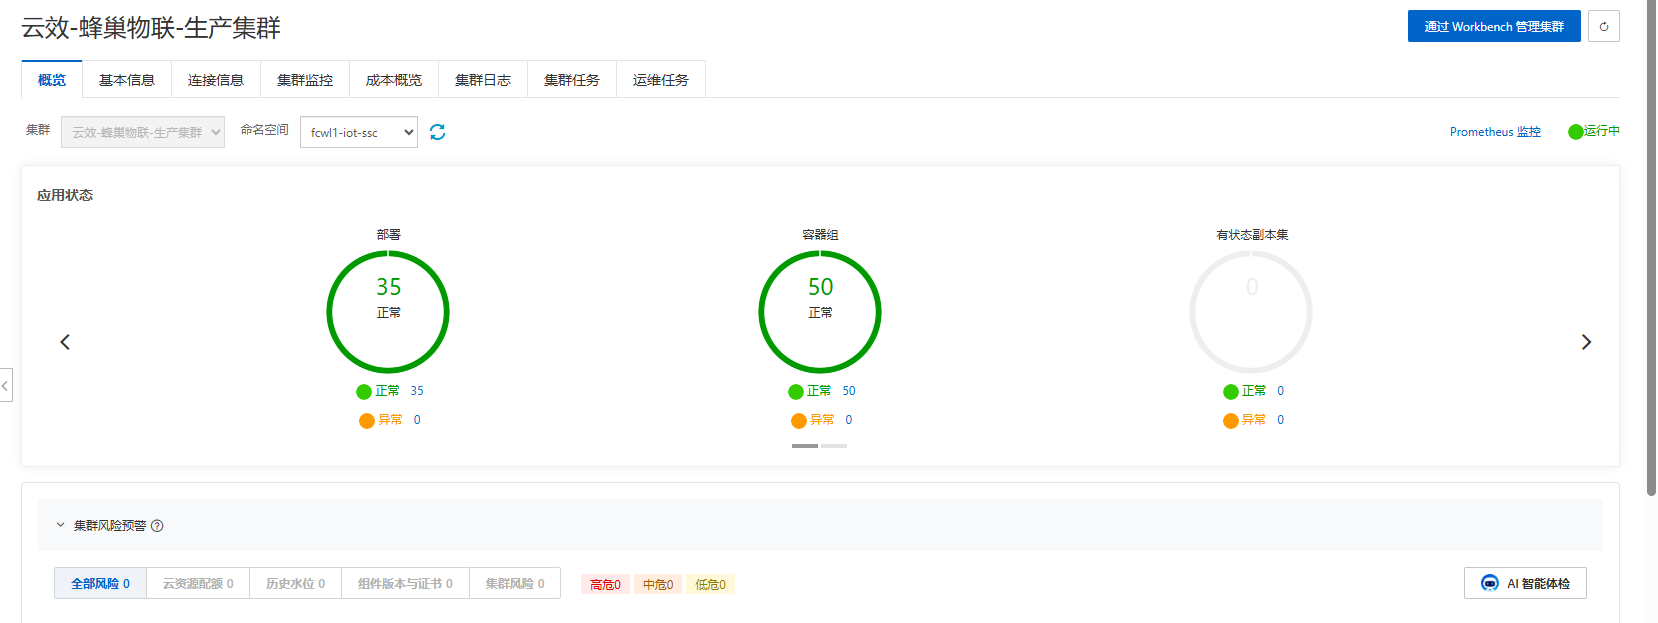 云效-蜂巢物联-生产集群
通过 Workbench 管理集群
概览 基本信息 连接信息 集群监控 成本概览 集群日志 集群任务 运维任务
集群 云效-蜂巢物联-生产集群 命名空间 fcwl1-iot-ssc Prometheus 监控 运行中
应用状态
部署 容器组 有状态副本集
35 50 0
正常 正常
正常 35 正常 50 正常 0
异常 0 异常 0 异常 0
集群风险预警
全部风险 0 云资源配额 0 历史水位 0 组件版本与证书 0 集群风险 0 高危0 中危0 低危0 AI 智能体检